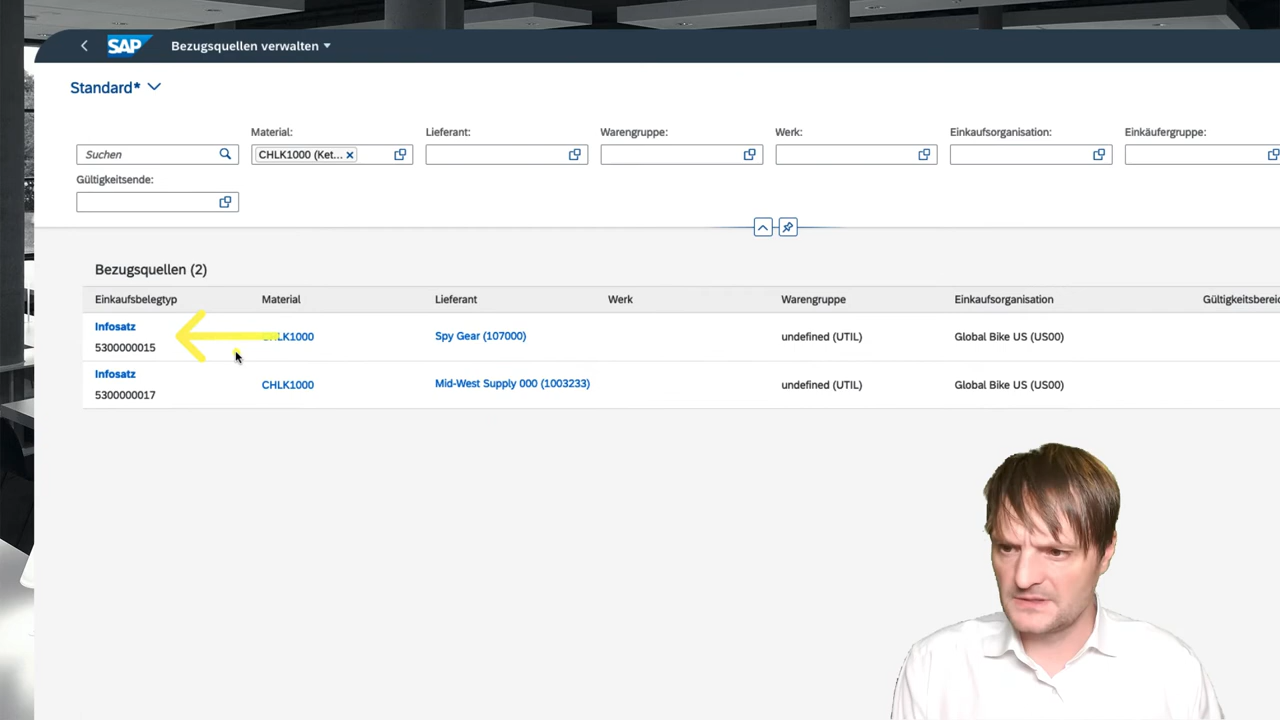 SAP Bezugsquellen verwalten
Standard*
Material: Lieferant: Warengruppe: Werk: Einkaufsorganisation: Einkäufergruppe:
Suchen CHLK1000 (Ket...
Gültigkeitsende:
Bezugsquellen (2)
Einkaufsbelegtyp Material Lieferant Werk Warengruppe Einkaufsorganisation Gültigkeitsberei
Infosatz
5300000015 CHLK1000 Spy Gear (107000) undefined (UTIL) Global Bike US (US00)
Infosatz
5300000017 CHLK1000 Mid-West Supply 000 (1003233) undefined (UTIL) Global Bike US (US00)